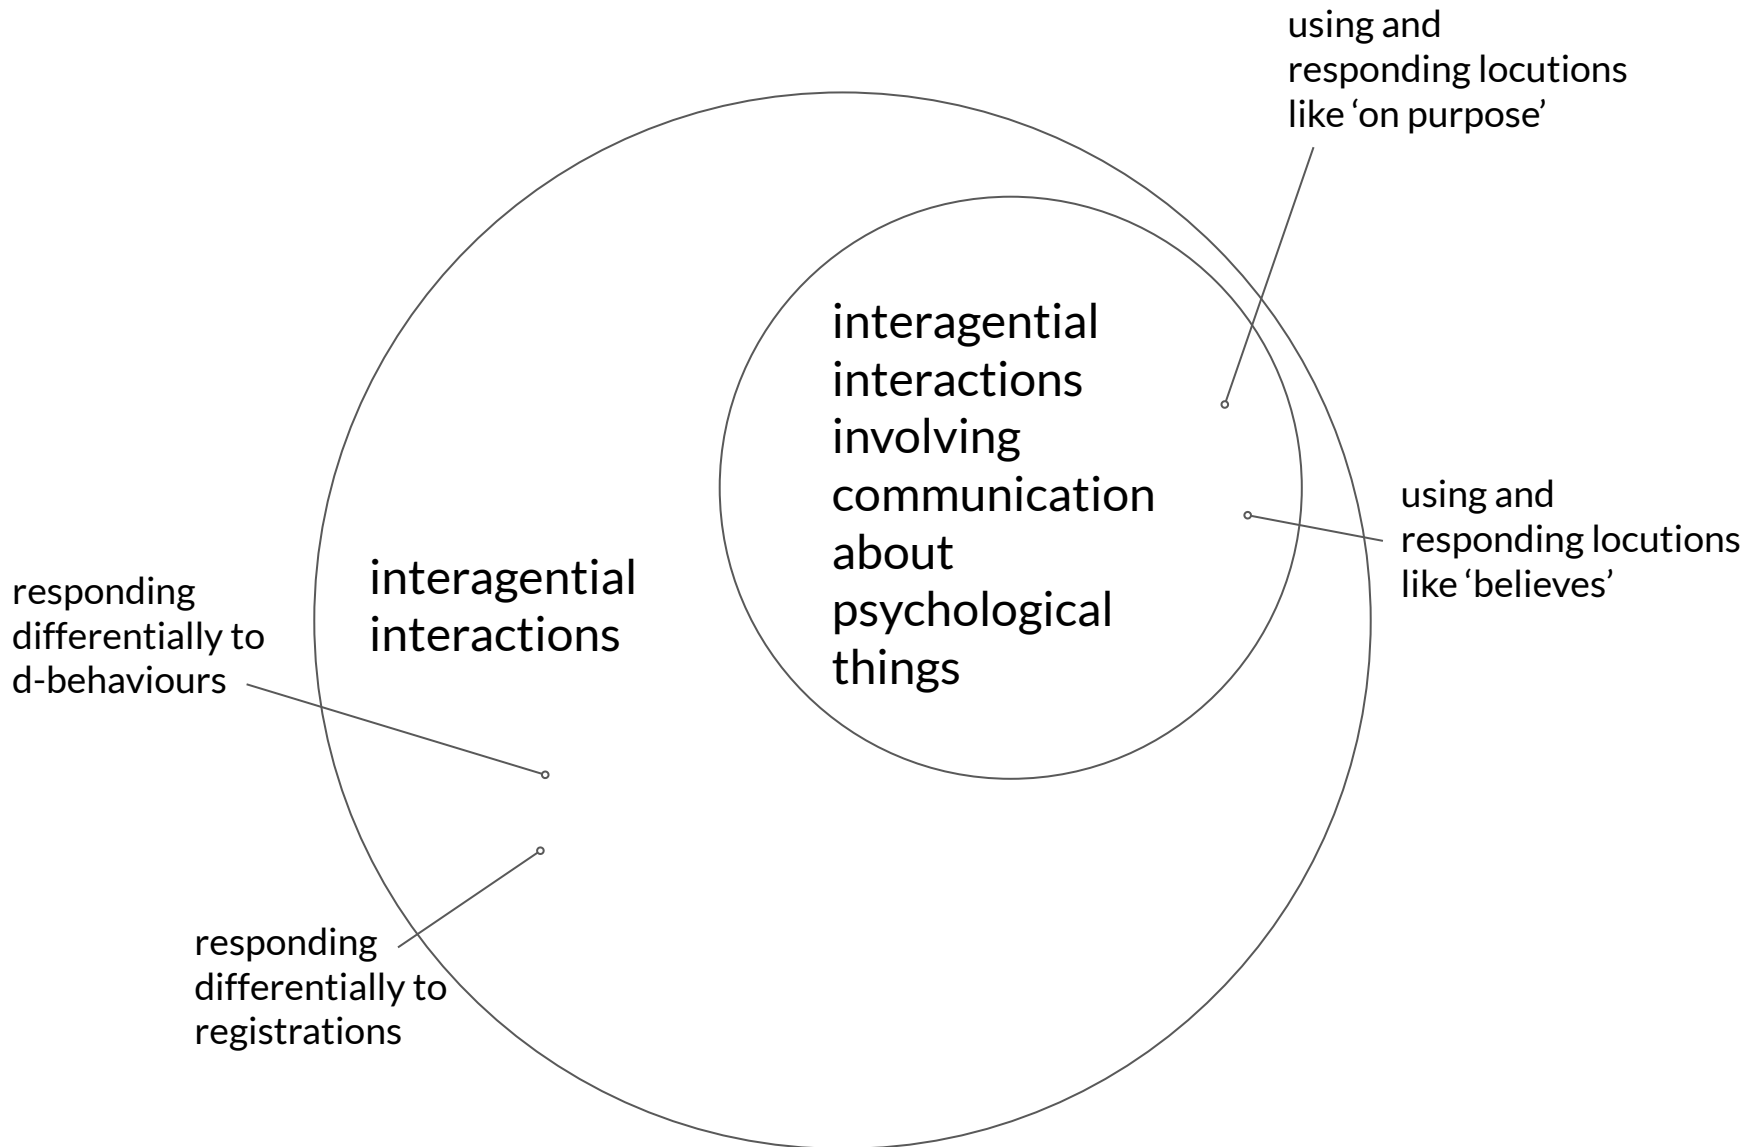 using and
responding locutions
like ‘on purpose’
interagential
interactions
involving
communication
about
psychological
things
using and
responding locutions
like ‘believes’
interagential
interactions
responding
differentially to
d-behaviours
responding
differentially to
registrations